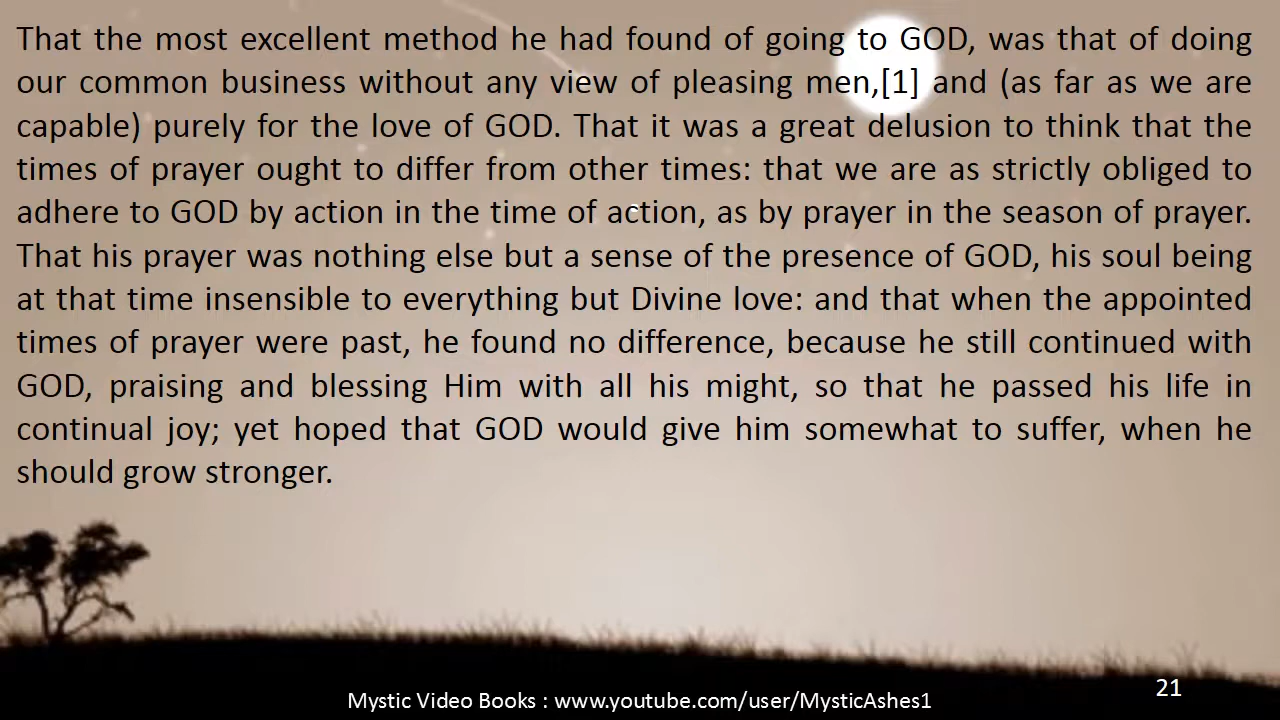 That the most excellent method he had found of going to GOD, was that of doing
our common business without any view of pleasing men,[1] and (as far as we are
capable) purely for the love of GOD. That it was a great delusion to think that the
times of prayer ought to differ from other times: that we are as strictly obliged to
adhere to GOD by action in the time of action, as by prayer in the season of prayer.
That his prayer was nothing else but a sense of the presence of GOD, his soul being
at that time insensible to everything but Divine love: and that when the appointed
times of prayer were past, he found no difference, because he still continued with
GOD, praising and blessing Him with all his might, so that he passed his life in
continual joy; yet hoped that GOD would give him somewhat to suffer, when he
should grow stronger.
21
Mystic Video Books : www.youtube.com/user/MysticAshes1